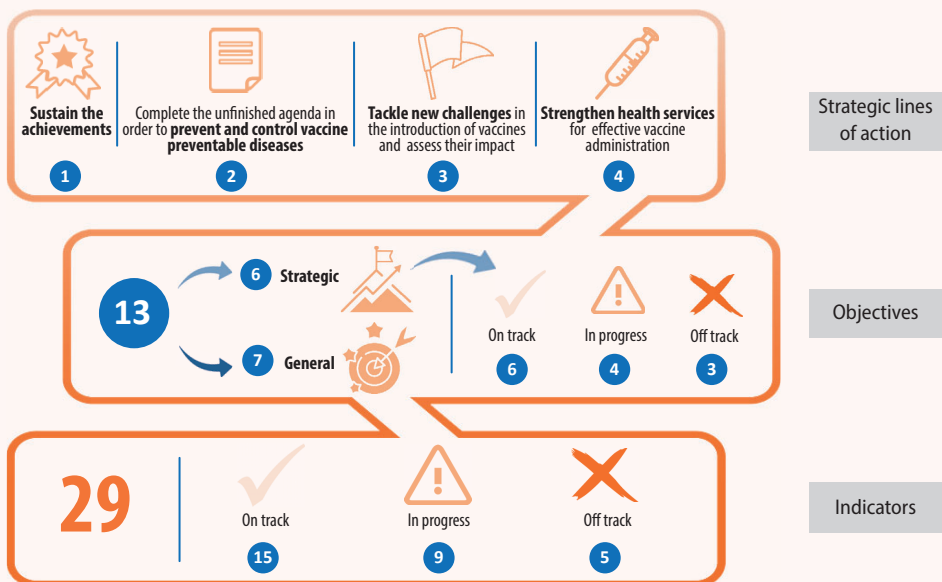 Sustain the
achievements
1
Complete the unfinished agenda in
order to prevent and control vaccine
preventable diseases
2
Tackle new challenges in
the introduction of vaccines
and assess their impact
3
Strengthen health services
for effective vaccine
administration
4
Strategic lines
of action
13
6 Strategic
7 General
On track
6
In progress
4
Off track
3
Objectives
29
On track
15
In progress
9
Off track
5
Indicators